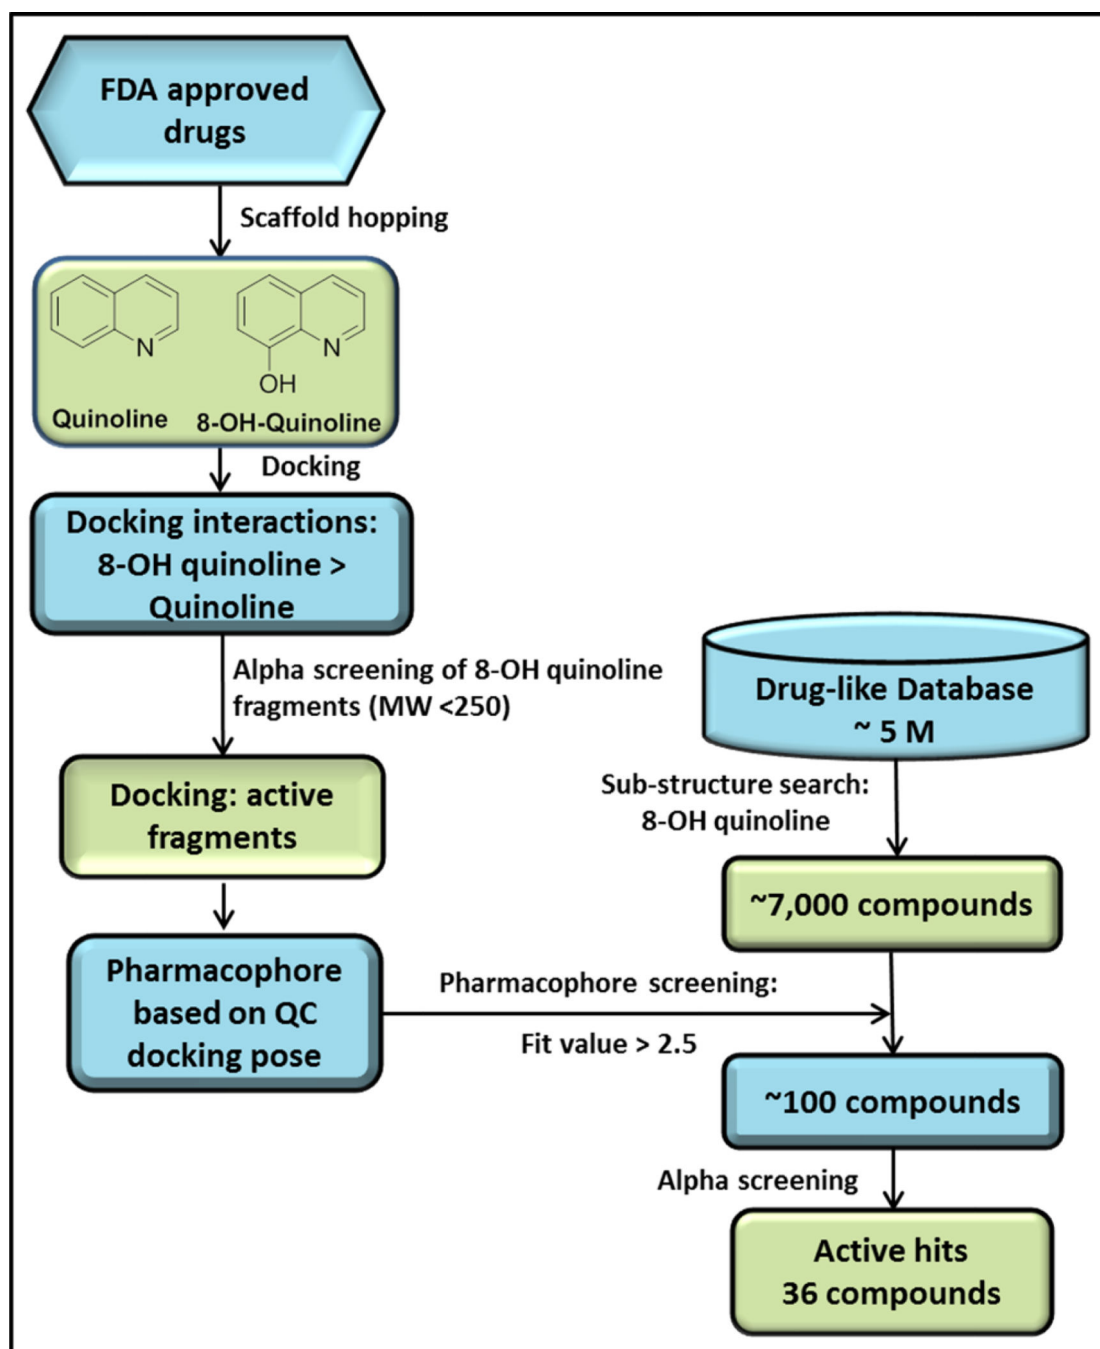 FDA approved
drugs
Scaffold hopping
N
N
OH
Quinoline
8-OH-Quinoline
Docking
Docking interactions:
8-OH quinoline >
Quinoline
Alpha screening of 8-OH quinoline
fragments (MW <250)
Docking: active
fragments
Pharmacophore
based on QC
docking pose
Drug-like Database
~ 5 M
Sub-structure search:
8-OH quinoline
~7,000 compounds
Pharmacophore screening:
Fit value > 2.5
~100 compounds
Alpha screening
Active hits
36 compounds